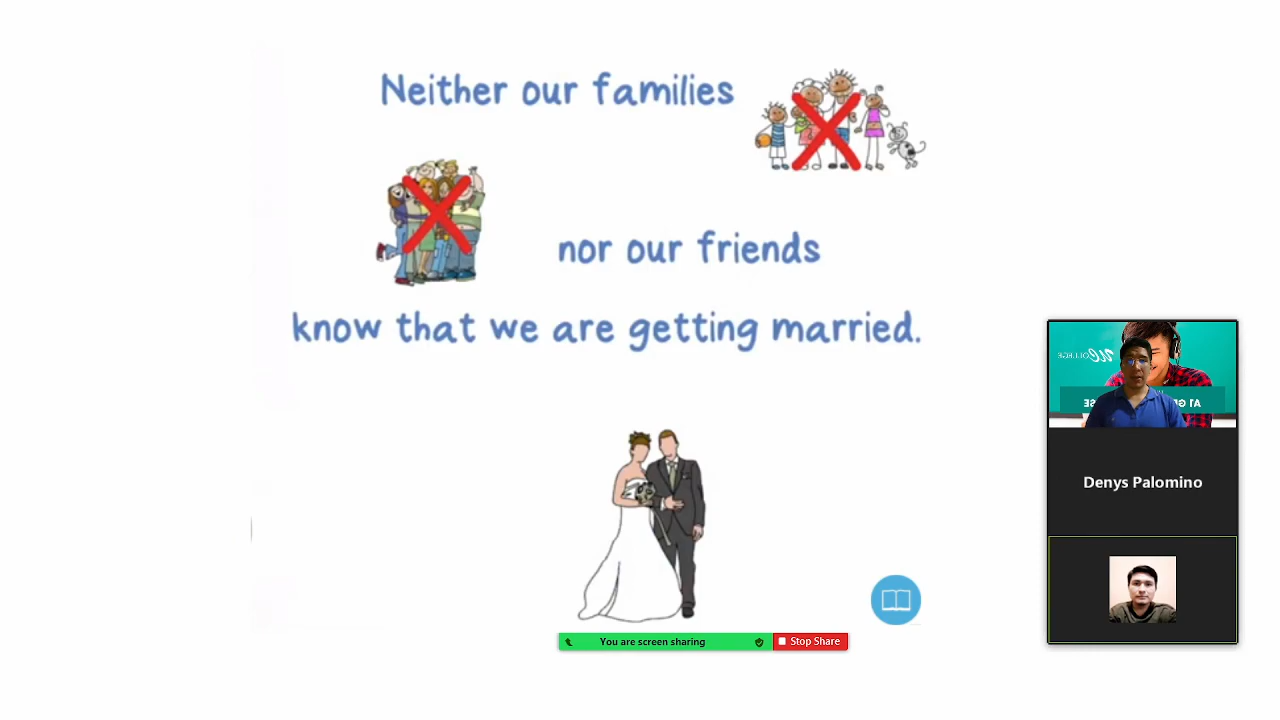 Neither our families
nor our friends
know that we are getting married.
Denys Palomino
You are screen sharing
Stop Share